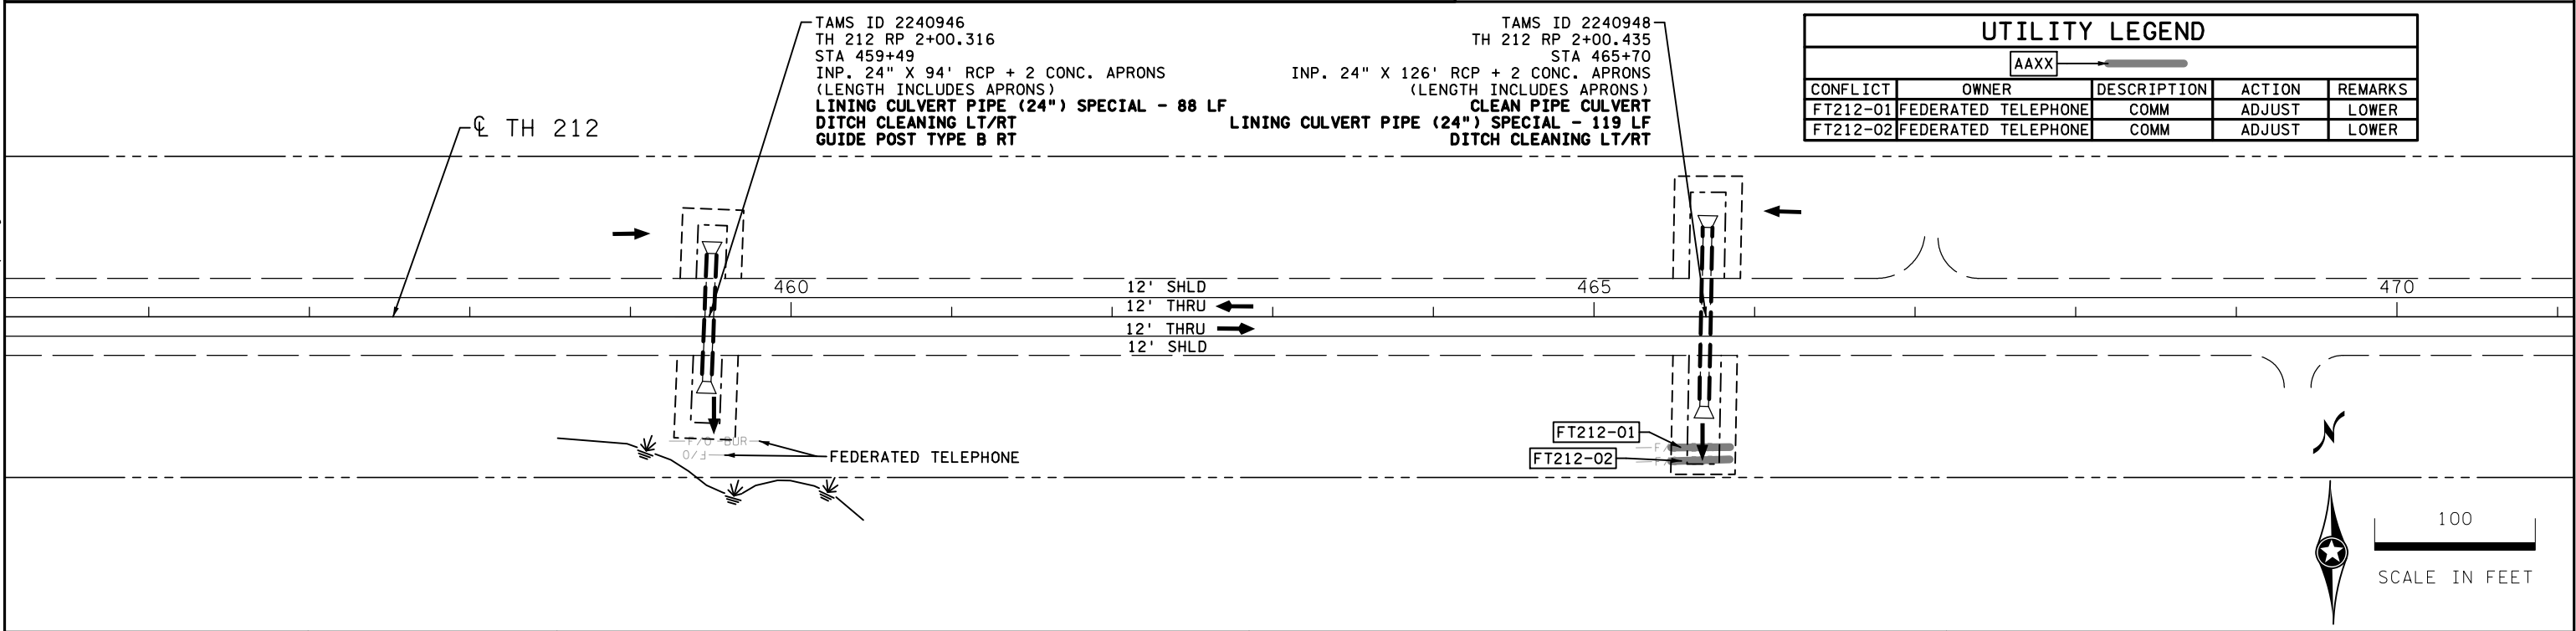 TAMS ID 2240946
TH 212 RP 2+00.316
STA 459+49
INP. 24" X 94' RCP + 2 CONC. APRONS
(LENGTH INCLUDES APRONS)
LINING CULVERT PIPE (24") SPECIAL - 88 LF
DITCH CLEANING LT/RT
GUIDE POST TYPE B RT
TAMS ID 2240948
TH 212 RP 2+00.435
STA 465+70
INP. 24" X 126' RCP + 2 CONC. APRONS
(LENGTH INCLUDES APRONS)
CLEAN PIPE CULVERT
LINING CULVERT PIPE (24") SPECIAL - 119 LF
DITCH CLEANING LT/RT
UTILITY LEGEND
AAXX
CONFLICT OWNER DESCRIPTION ACTION REMARKS
FT212-01 FEDERATED TELEPHONE COMM ADJUST LOWER
FT212-02 FEDERATED TELEPHONE COMM ADJUST LOWER
℄ TH 212
460
465
470
12' SHLD
12' THRU
12' THRU
12' SHLD
F/O BUR
F/O
FEDERATED TELEPHONE
FT212-01
FT212-02
N
100
SCALE IN FEET